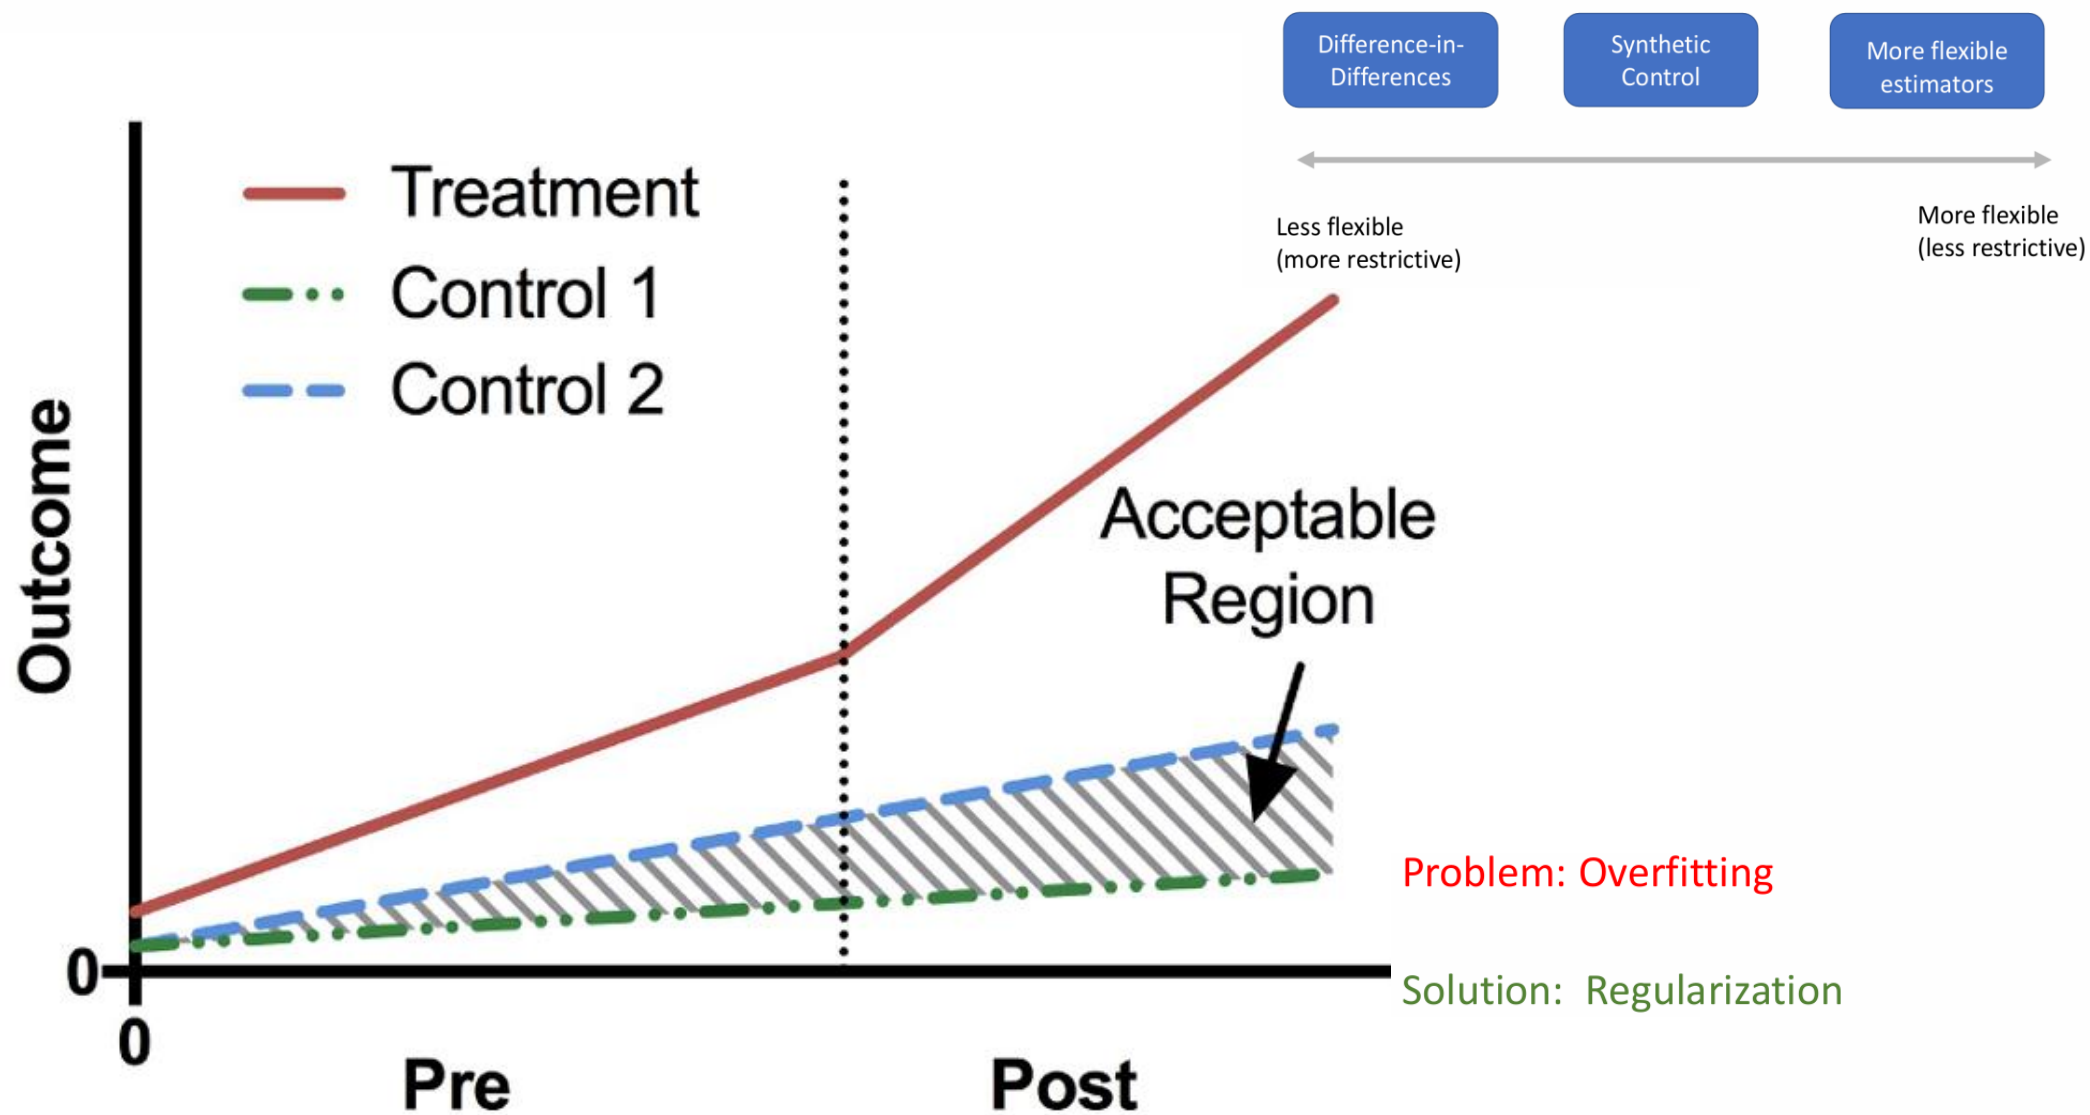 Difference-in-
Differences
Synthetic
Control
More flexible
estimators
Less flexible
(more restrictive)
More flexible
(less restrictive)
Treatment
Control 1
Control 2
Outcome
Acceptable
Region
Problem: Overfitting
Solution: Regularization
0
0
Pre
Post